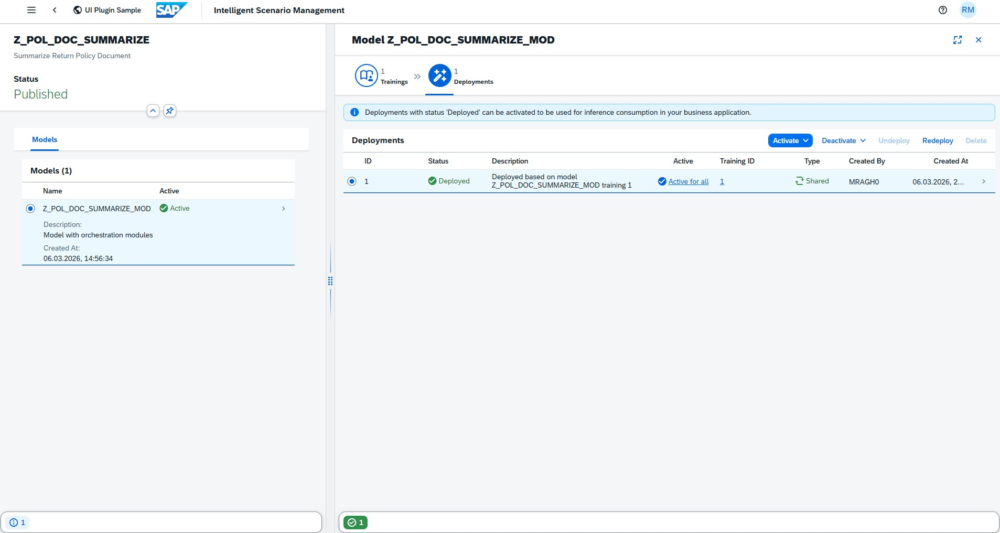 UI Plugin Sample
SAP
Intelligent Scenario Management
RM
Z_POL_DOC_SUMMARIZE
Summarize Return Policy Document
Status
Published
Models
Models (1)
Name Active
Z_POL_DOC_SUMMARIZE_MOD Active
Description:
Model with orchestration modules
Created At:
06.03.2026, 14:56:34
1
Model Z_POL_DOC_SUMMARIZE_MOD
1
Trainings
1
Deployments
Deployments with status 'Deployed' can be activated to be used for inference consumption in your business application.
Deployments Activate Deactivate Undeploy Redeploy Delete
ID Status Description Active Training ID Type Created By Created At
1 Deployed Deployed based on model
Z_POL_DOC_SUMMARIZE_MOD training 1 Active for all 1 Shared MRAGH0 06.03.2026, 2...
1